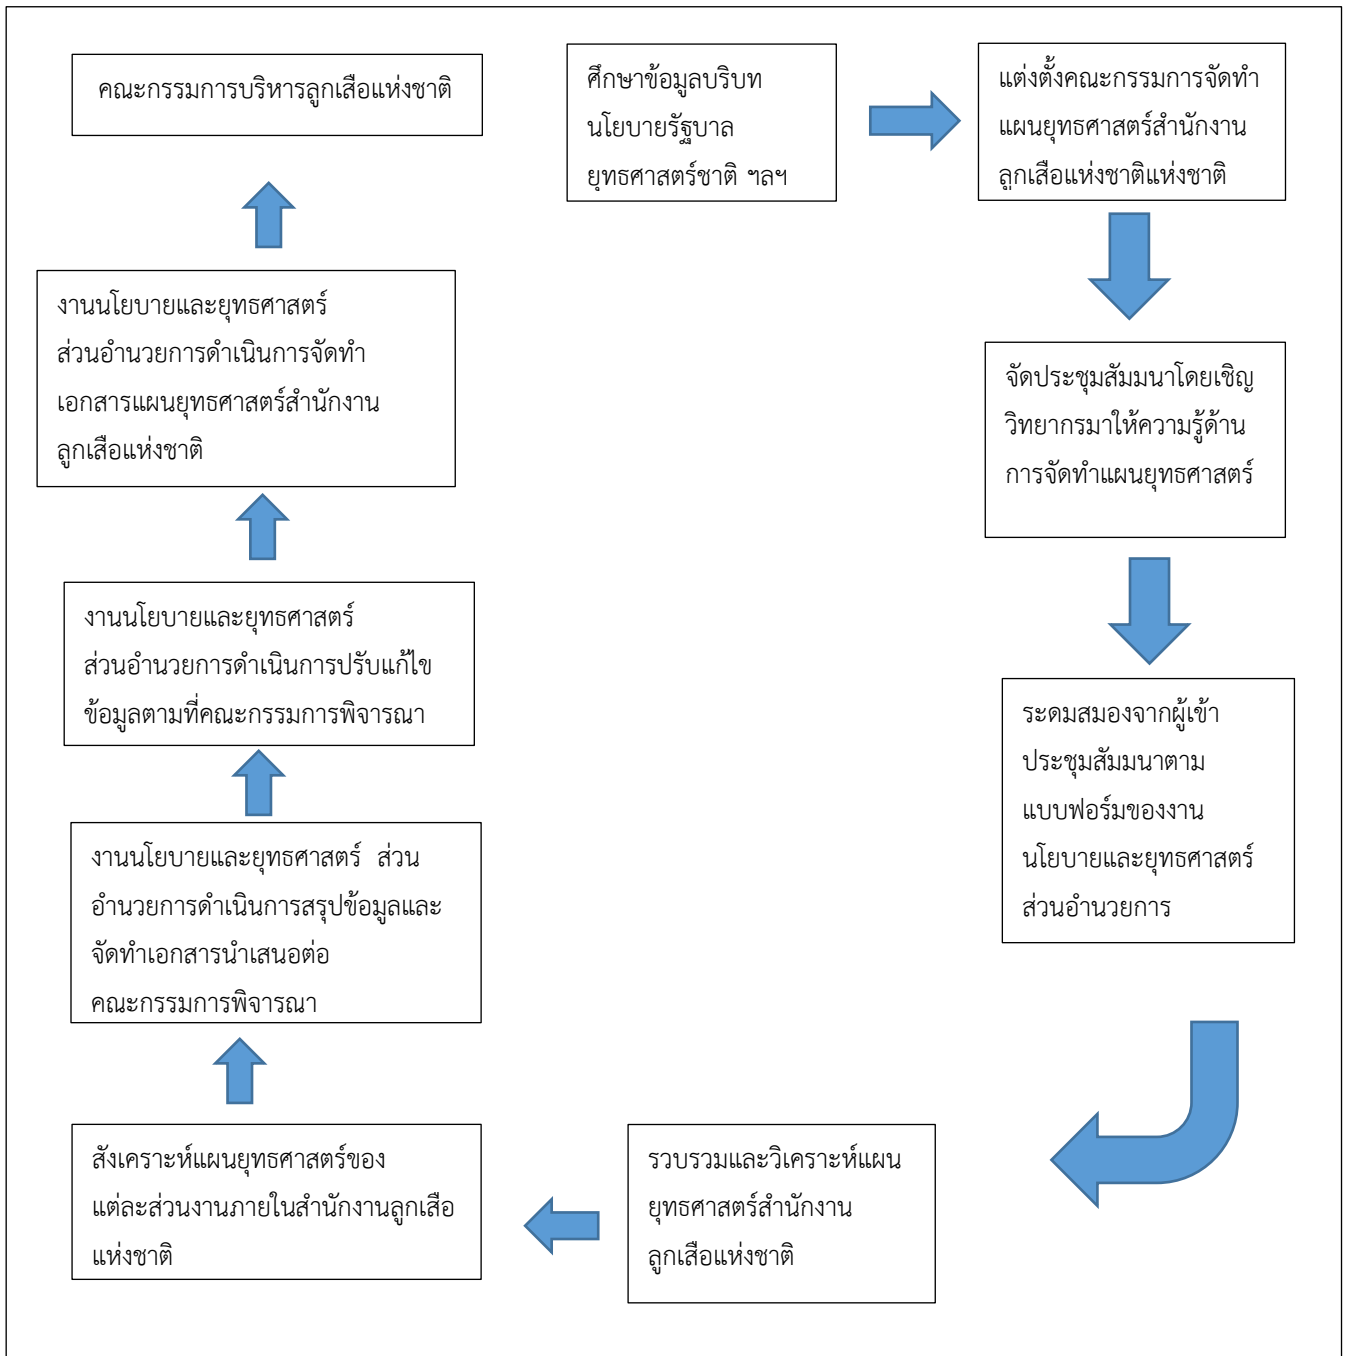 คณะกรรมการบริหารลูกเสือแห่งชาติ
ศึกษาข้อมูลบริบท
นโยบายรัฐบาล
ยุทธศาสตร์ชาติ ฯลฯ
แต่งตั้งคณะกรรมการจัดทำ
แผนยุทธศาสตร์สำนักงาน
ลูกเสือแห่งชาติแห่งชาติ
จัดประชุมสัมมนาโดยเชิญ
วิทยากรมาให้ความรู้ด้าน
การจัดทำแผนยุทธศาสตร์
ระดมสมองจากผู้เข้า
ประชุมสัมมนาตาม
แบบฟอร์มของงาน
นโยบายและยุทธศาสตร์
ส่วนอำนวยการ
รวบรวมและวิเคราะห์แผน
ยุทธศาสตร์สำนักงาน
ลูกเสือแห่งชาติ
สังเคราะห์แผนยุทธศาสตร์ของ
แต่ละส่วนงานภายในสำนักงานลูกเสือ
แห่งชาติ
งานนโยบายและยุทธศาสตร์ ส่วน
อำนวยการดำเนินการสรุปข้อมูลและ
จัดทำเอกสารนำเสนอต่อ
คณะกรรมการพิจารณา
งานนโยบายและยุทธศาสตร์
ส่วนอำนวยการดำเนินการปรับแก้ไข
ข้อมูลตามที่คณะกรรมการพิจารณา
งานนโยบายและยุทธศาสตร์
ส่วนอำนวยการดำเนินการจัดทำ
เอกสารแผนยุทธศาสตร์สำนักงาน
ลูกเสือแห่งชาติ